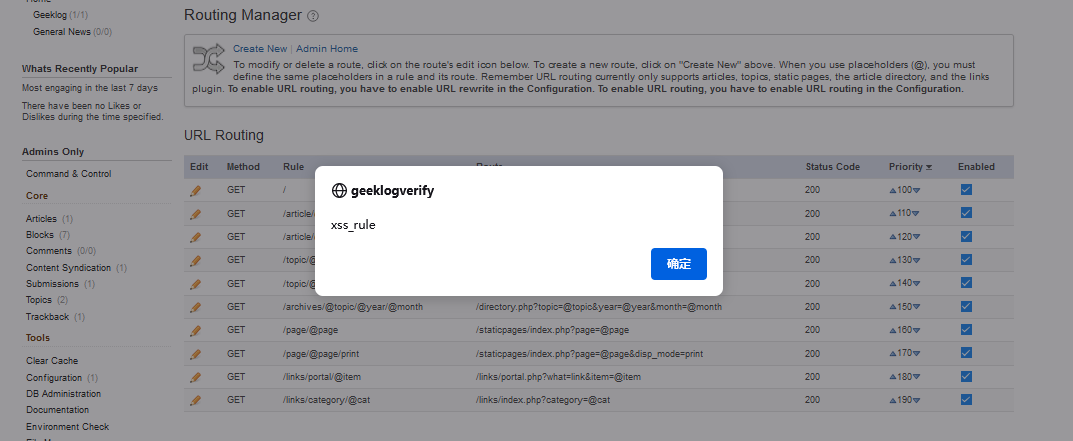 Home
Geeklog (1/1)
General News (0/0)
Whats Recently Popular
Most engaging in the last 7 days
There have been no Likes or
Dislikes during the time specified.
Admins Only
Command & Control
Core
Articles (1)
Blocks (7)
Comments (0/0)
Content Syndication (1)
Submissions (1)
Topics (2)
Trackback (1)
Tools
Clear Cache
Configuration (1)
DB Administration
Documentation
Environment Check
Routing Manager
Create New | Admin Home
To modify or delete a route, click on the route's edit icon below. To create a new route, click on "Create New" above. When you use placeholders (@), you must
define the same placeholders in a rule and its route. Remember URL routing currently only supports articles, topics, static pages, the article directory, and the links
plugin. To enable URL routing, you have to enable URL rewrite in the Configuration. To enable URL routing, you have to enable URL routing in the Configuration.
URL Routing
Edit Method Rule Route Status Code Priority Enabled
GET / 200 100
GET /article/ 200 110
GET /article/ 200 120
GET /topic/ 200 130
GET /topic/ 200 140
GET /archives/@topic/@year/@month /directory.php?topic=@topic&year=@year&month=@month 200 150
GET /page/@page /staticpages/index.php?page=@page 200 160
GET /page/@page/print /staticpages/index.php?page=@page&disp_mode=print 200 170
GET /links/portal/@item /links/portal.php?what=link&item=@item 200 180
GET /links/category/@cat /links/index.php?category=@cat 200 190
geeklogverify
xss_rule
确定